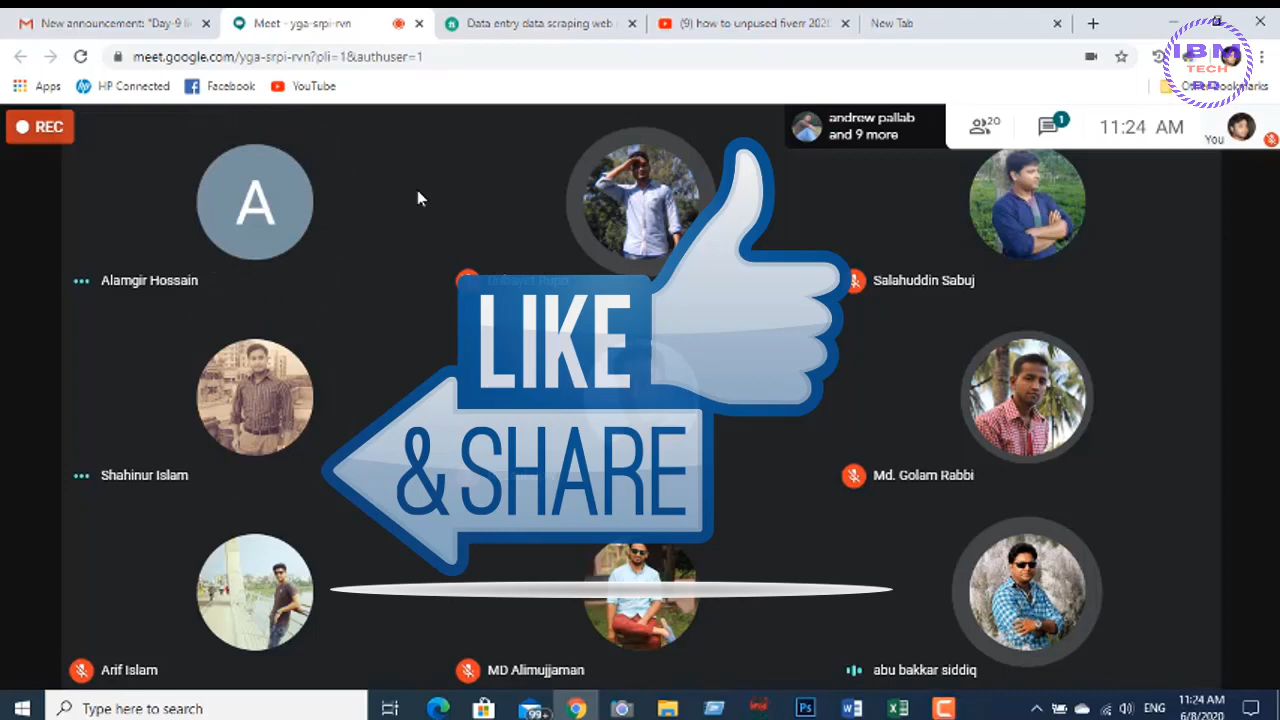 New announcement: "Day-9 li
Meet - yga-srpi-rvn
Data entry data scraping web
(9) how to unpused fiverr 2020
New Tab
meet.google.com/yga-srpi-rvn?pli=1&authuser=1
Apps
HP Connected
Facebook
YouTube
Other bookmarks
IBM
TECH
BD
REC
andrew pallab
and 9 more
20
1
11:24 AM
You
A
Alamgir Hossain
Salahuddin Sabuj
LIKE
& SHARE
Shahinur Islam
Md. Golam Rabbi
Arif Islam
MD Alimujjaman
abu bakkar siddiq
Type here to search
99+
ENG
11:24 AM
6/8/2020